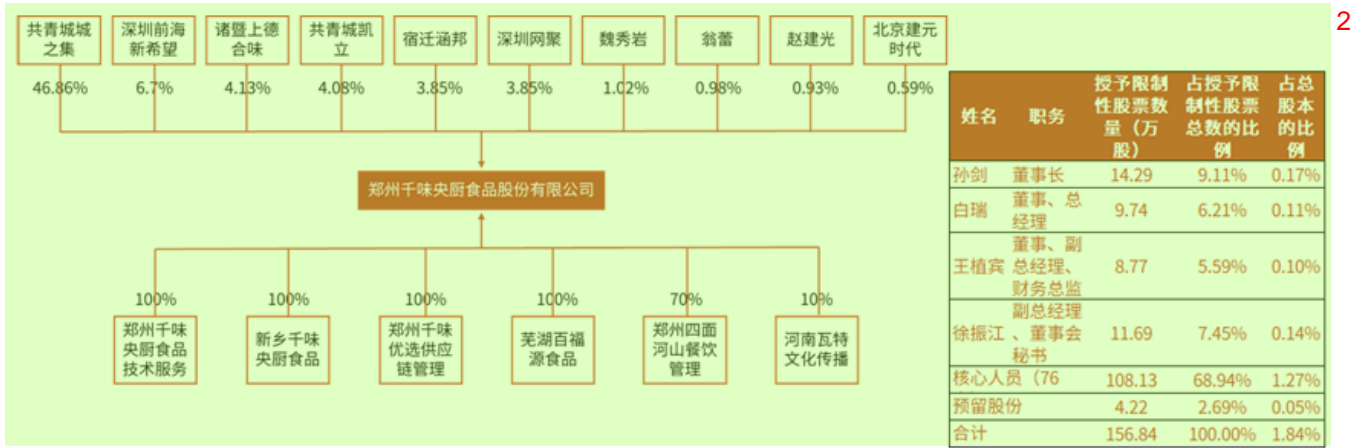 2
共青城城
之集
深圳前海
新希望
诸暨上德
合味
共青城凯
立
宿迁涵邦
深圳网聚
魏秀岩
翁蕾
赵建光
北京建元
时代
46.86%
6.7%
4.13%
4.08%
3.85%
3.85%
1.02%
0.98%
0.93%
0.59%
郑州千味央厨食品股份有限公司
100%
100%
100%
100%
70%
10%
郑州千味
央厨食品
技术服务
新乡千味
央厨食品
郑州千味
优选供应
链管理
芜湖百福
源食品
郑州四面
河山餐饮
管理
河南瓦特
文化传播
姓名
职务
授予限制
性股票数
量（万
股）
占授予限
制性股票
总数的比
例
占总
股本
的比
例
孙剑 董事长 14.29 9.11% 0.17%
白瑞 董事、总
经理 9.74 6.21% 0.11%
王植宾 董事、副
总经理、
财务总监 8.77 5.59% 0.10%
徐振江 副总经理
、董事会
秘书 11.69 7.45% 0.14%
核心人员（76 108.13 68.94% 1.27%
预留股份 4.22 2.69% 0.05%
合计 156.84 100.00% 1.84%